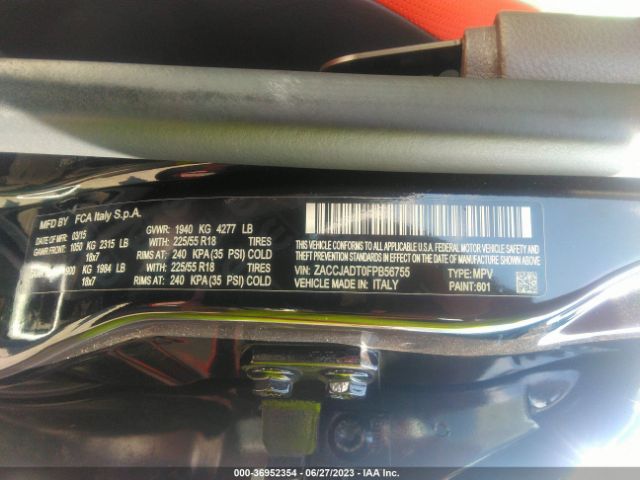 MFD BY FCA Italy S.p.A.
DATE OF MFR 03/15 GVWR: 1940 KG 4277 LB
GAWR FRONT: 1050 KG 2315 LB WITH: 225/55 R18 TIRES
18x7 RIMS AT: 240 KPA(35 PSI) COLD
1984 LB WITH: 225/55 R18 TIRES
18x7 RIMS AT: 240 KPA(35 PSI) COLD
THIS VEHICLE CONFORMS TO ALL APPLICABLE U.S.A.
FEDERAL MOTOR VEHICLE SAFETY, BUMPER, AND
THEFT PREVENTION STANDARDS IN EFFECT
ON THE DATE OF MANUFACTURE SHOWN ABOVE
VIN: ZACCJADT0FPB56755 TYPE: MPV
VEHICLE MADE IN: ITALY PAINT:601
000-36952354 - 06/27/2023 - IAA Inc.